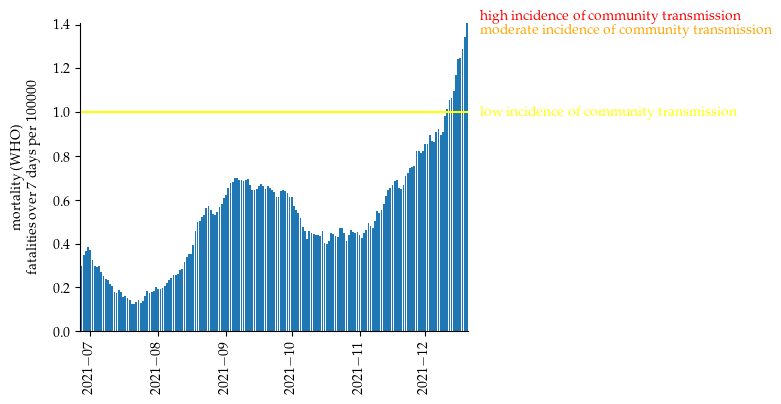 high incidence of community transmission
moderate incidence of community transmission
low incidence of community transmission
mortality (WHO)
fatalities over 7 days per 100000
1.4
1.2
1.0
0.8
0.6
0.4
0.2
0.0
2021−07
2021−08
2021−09
2021−10
2021−11
2021−12